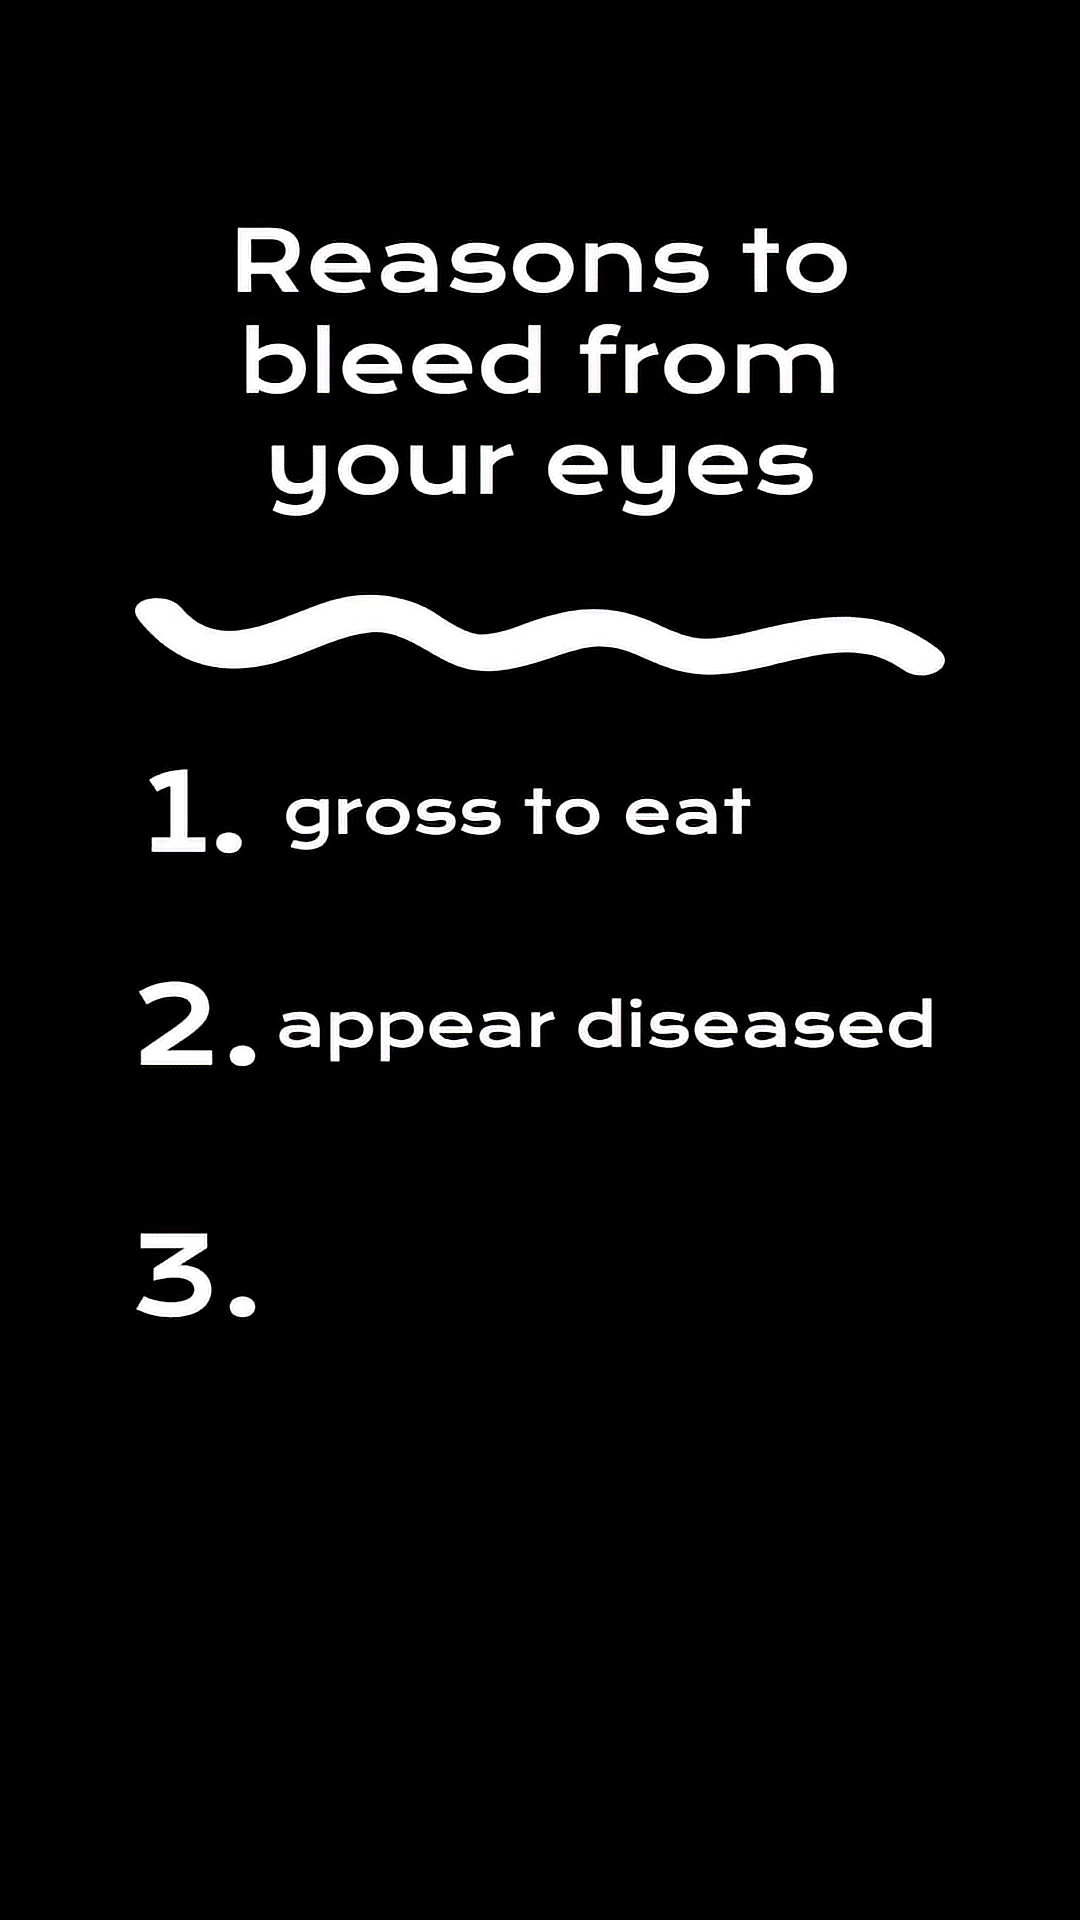 Reasons to
bleed from
your eyes
1. gross to eat
2. appear diseased
3.